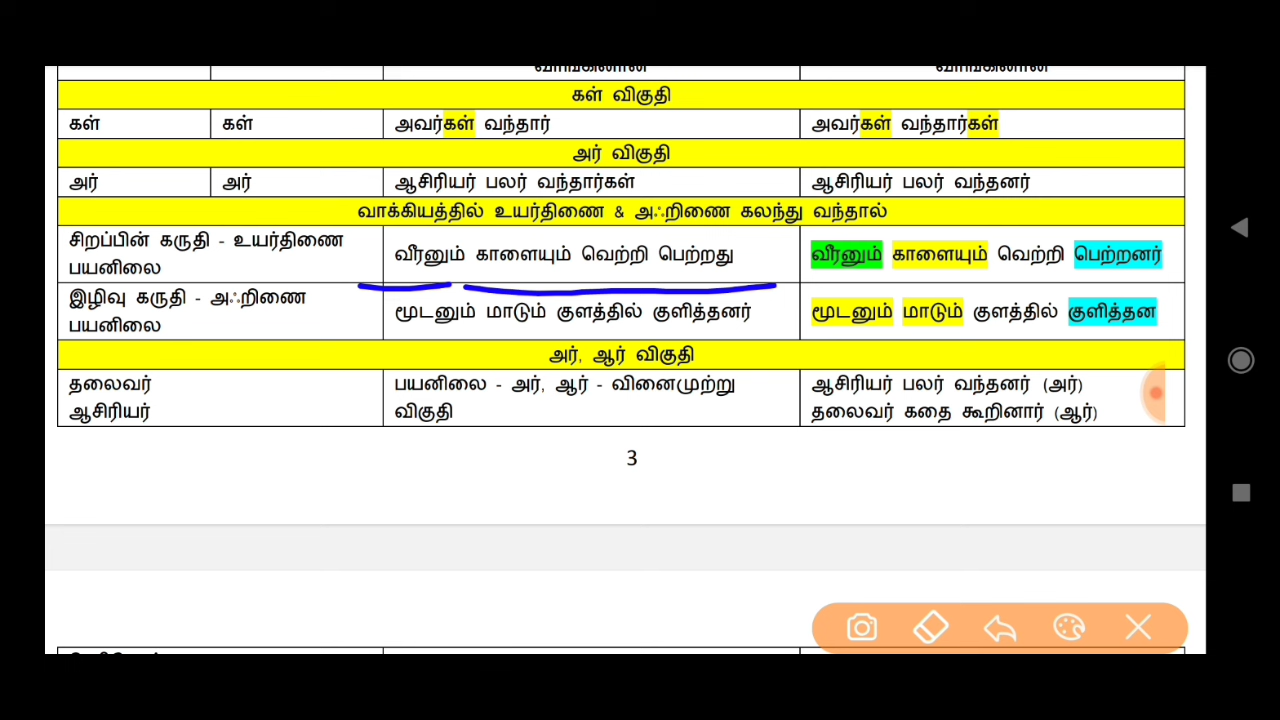 கள் விகுதி
கள் கள் அவர்கள் வந்தார் அவர்கள் வந்தார்கள்
அர் விகுதி
அர் அர் ஆசிரியர் பலர் வந்தார்கள் ஆசிரியர் பலர் வந்தனர்
வாக்கியத்தில் உயர்திணை & அஃறிணை கலந்து வந்தால்
சிறப்பின் கருதி - உயர்திணை
பயனிலை
வீரனும் காளையும் வெற்றி பெற்றது வீரனும் காளையும் வெற்றி பெற்றனர்
இழிவு கருதி - அஃறிணை
பயனிலை
மூடனும் மாடும் குளத்தில் குளித்தனர் மூடனும் மாடும் குளத்தில் குளித்தன
அர், ஆர் விகுதி
தலைவர் பயனிலை - அர், ஆர் - வினைமுற்று ஆசிரியர் பலர் வந்தனர் (அர்)
ஆசிரியர் விகுதி தலைவர் கதை கூறினார் (ஆர்)
3